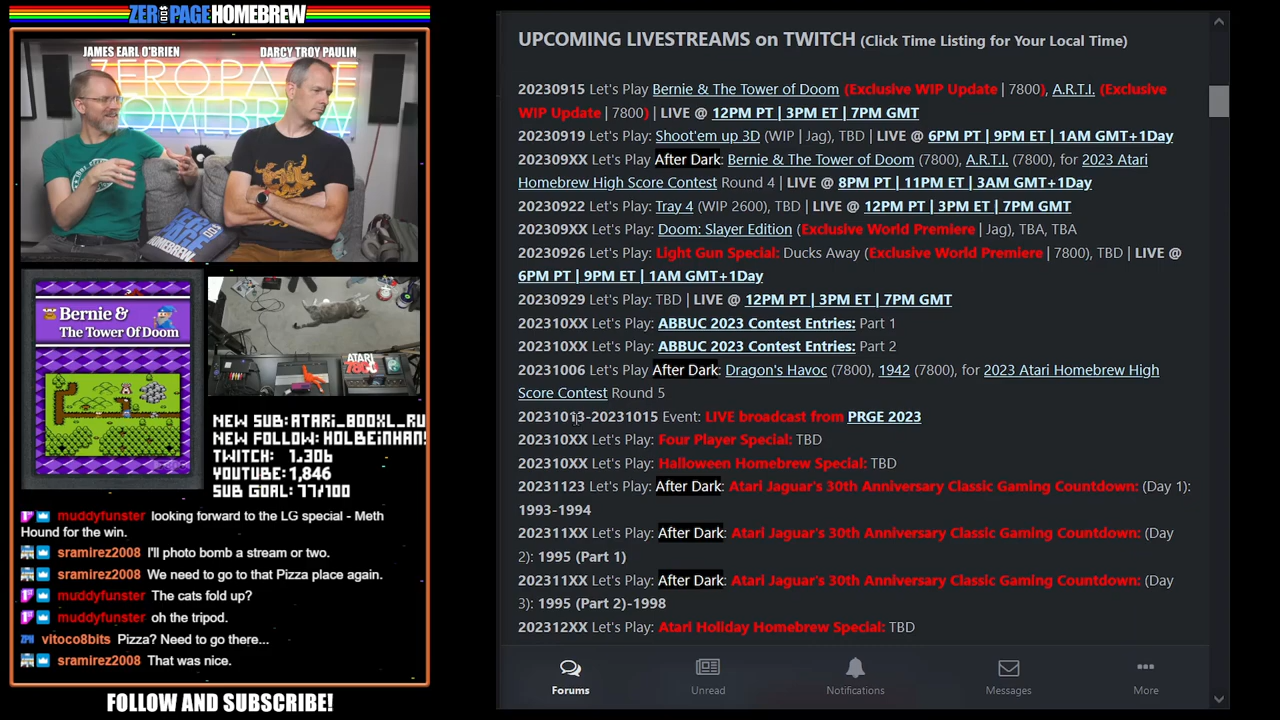 ZEROPAGE HOMEBREW
JAMES EARL O'BRIEN
DARCY TROY PAULIN
ZEROPAGE
HOMEBREW
ZEROPAGE
HOMEBREW
Bernie &
The Tower Of Doom
ATARI
7800
NEW SUB: ATARI_800XL_RU
NEW FOLLOW: HOLBEINHANS
TWITCH: 1,306
YOUTUBE: 1,846
SUB GOAL: 77/100
muddyfunster looking forward to the LG special - Meth
Hound for the win.
sramirez2008 I'll photo bomb a stream or two.
sramirez2008 We need to go to that Pizza place again.
muddyfunster The cats fold up?
muddyfunster oh the tripod.
vitoco8bits Pizza? Need to go there...
sramirez2008 That was nice.
FOLLOW AND SUBSCRIBE!
UPCOMING LIVESTREAMS on TWITCH (Click Time Listing for Your Local Time)
20230915 Let's Play Bernie & The Tower of Doom (Exclusive WIP Update | 7800), A.R.T.I. (Exclusive
WIP Update | 7800) | LIVE @ 12PM PT | 3PM ET | 7PM GMT
20230919 Let's Play: Shoot'em up 3D (WIP | Jag), TBD | LIVE @ 6PM PT | 9PM ET | 1AM GMT+1Day
202309XX Let's Play After Dark: Bernie & The Tower of Doom (7800), A.R.T.I. (7800), for 2023 Atari
Homebrew High Score Contest Round 4 | LIVE @ 8PM PT | 11PM ET | 3AM GMT+1Day
20230922 Let's Play: Tray 4 (WIP 2600), TBD | LIVE @ 12PM PT | 3PM ET | 7PM GMT
202309XX Let's Play: Doom: Slayer Edition (Exclusive World Premiere | Jag), TBA, TBA
20230926 Let's Play: Light Gun Special: Ducks Away (Exclusive World Premiere | 7800), TBD | LIVE @
6PM PT | 9PM ET | 1AM GMT+1Day
20230929 Let's Play: TBD | LIVE @ 12PM PT | 3PM ET | 7PM GMT
202310XX Let's Play: ABBUC 2023 Contest Entries: Part 1
202310XX Let's Play: ABBUC 2023 Contest Entries: Part 2
20231006 Let's Play After Dark: Dragon's Havoc (7800), 1942 (7800), for 2023 Atari Homebrew High
Score Contest Round 5
20231013-20231015 Event: LIVE broadcast from PRGE 2023
202310XX Let's Play: Four Player Special: TBD
202310XX Let's Play: Halloween Homebrew Special: TBD
20231123 Let's Play: After Dark: Atari Jaguar's 30th Anniversary Classic Gaming Countdown: (Day 1):
1993-1994
202311XX Let's Play: After Dark: Atari Jaguar's 30th Anniversary Classic Gaming Countdown: (Day
2): 1995 (Part 1)
202311XX Let's Play: After Dark: Atari Jaguar's 30th Anniversary Classic Gaming Countdown: (Day
3): 1995 (Part 2)-1998
202312XX Let's Play: Atari Holiday Homebrew Special: TBD
Forums
Unread
Notifications
Messages
More